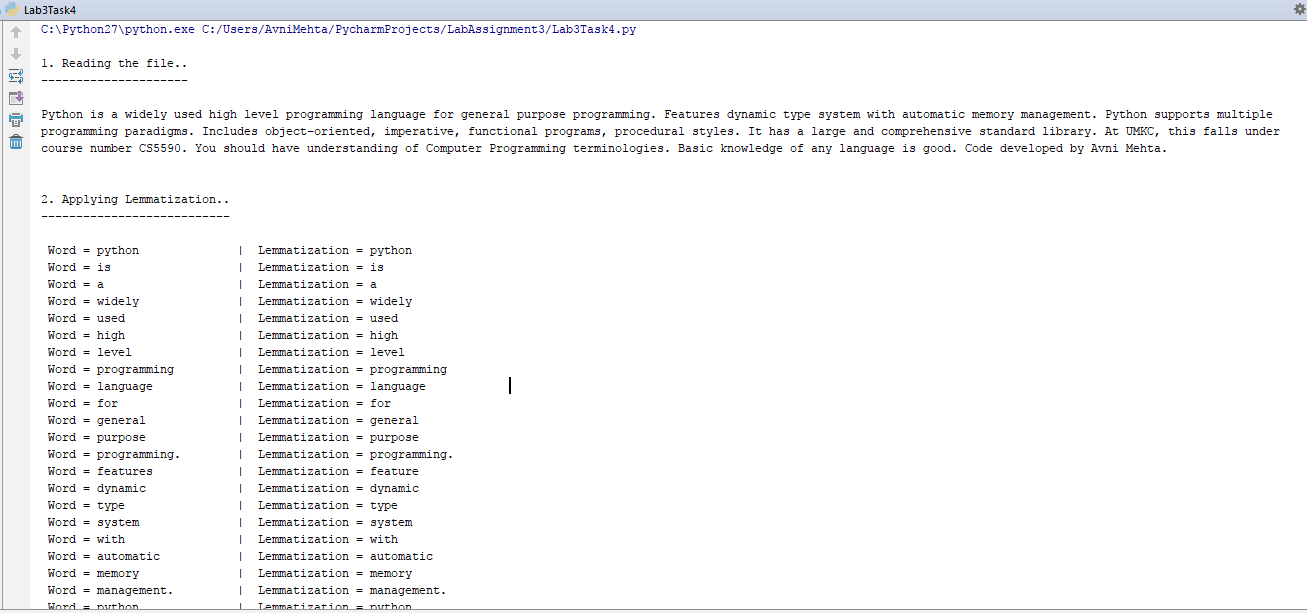 Lab3Task4
C:\Python27\python.exe C:/Users/AvniMehta/PycharmProjects/LabAssignment3/Lab3Task4.py
1. Reading the file..
---------------------
Python is a widely used high level programming language for general purpose programming. Features dynamic type system with automatic memory management. Python supports multiple
programming paradigms. Includes object-oriented, imperative, functional programs, procedural styles. It has a large and comprehensive standard library. At UMKC, this falls under
course number CS5590. You should have understanding of Computer Programming terminologies. Basic knowledge of any language is good. Code developed by Avni Mehta.
2. Applying Lemmatization..
---------------------------
Word = python | Lemmatization = python
Word = is | Lemmatization = is
Word = a | Lemmatization = a
Word = widely | Lemmatization = widely
Word = used | Lemmatization = used
Word = high | Lemmatization = high
Word = level | Lemmatization = level
Word = programming | Lemmatization = programming
Word = language | Lemmatization = language
Word = for | Lemmatization = for
Word = general | Lemmatization = general
Word = purpose | Lemmatization = purpose
Word = programming. | Lemmatization = programming.
Word = features | Lemmatization = feature
Word = dynamic | Lemmatization = dynamic
Word = type | Lemmatization = type
Word = system | Lemmatization = system
Word = with | Lemmatization = with
Word = automatic | Lemmatization = automatic
Word = memory | Lemmatization = memory
Word = management. | Lemmatization = management.
Word = python | Lemmatization = python